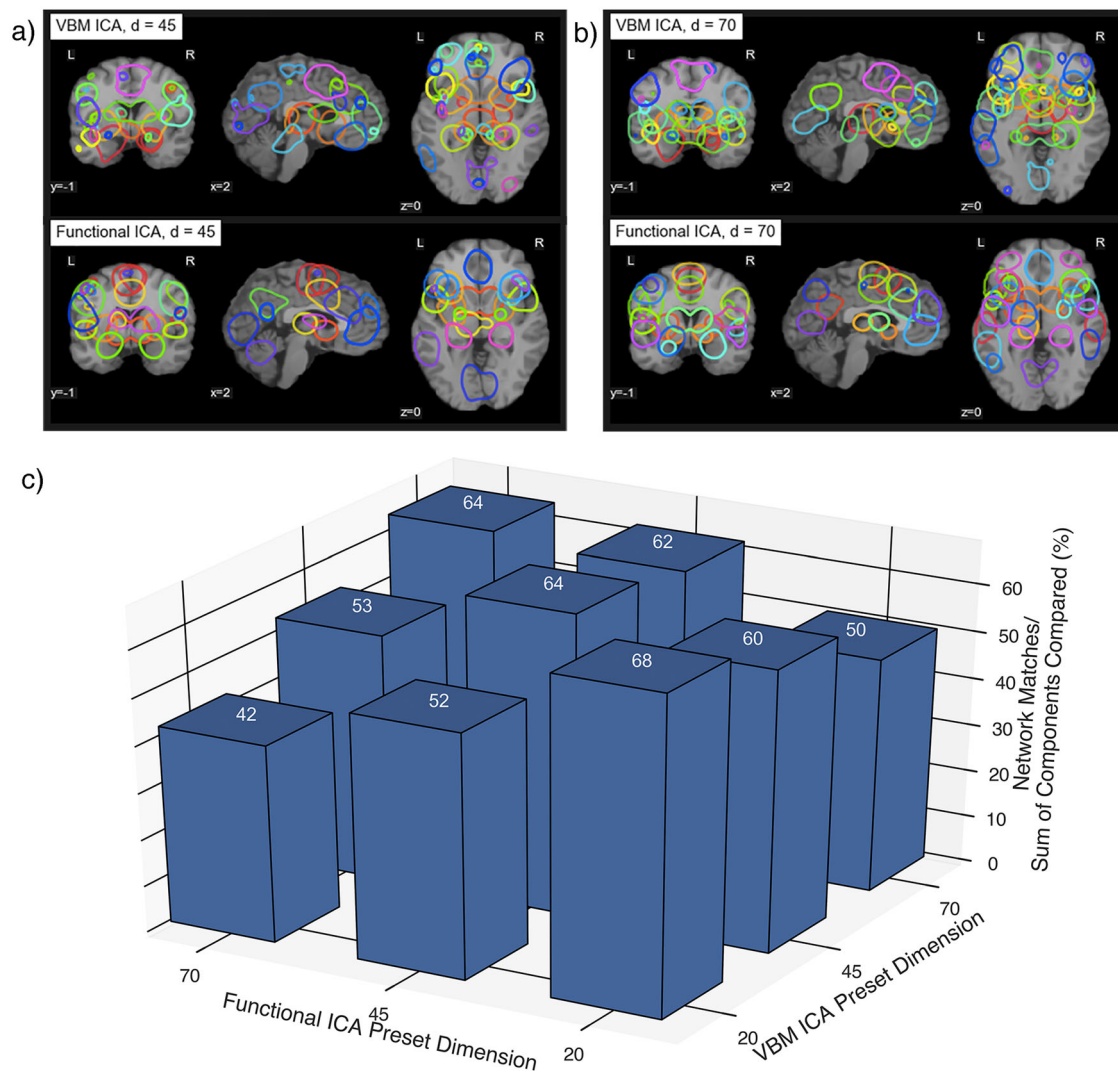 a)
VBM ICA, d = 45
L
R
L
R
y=-1
x=2
z=0
Functional ICA, d = 45
L
R
L
R
y=-1
x=2
z=0
b)
VBM ICA, d = 70
L
R
L
R
y=-1
x=2
z=0
Functional ICA, d = 70
L
R
L
R
y=-1
x=2
z=0
c)
64
62
53
64
50
60
68
42
52
60
50
40
30
20
10
0
Network Matches/
Sum of Components Compared (%)
70
45
20
Functional ICA Preset Dimension
70
45
20
VBM ICA Preset Dimension